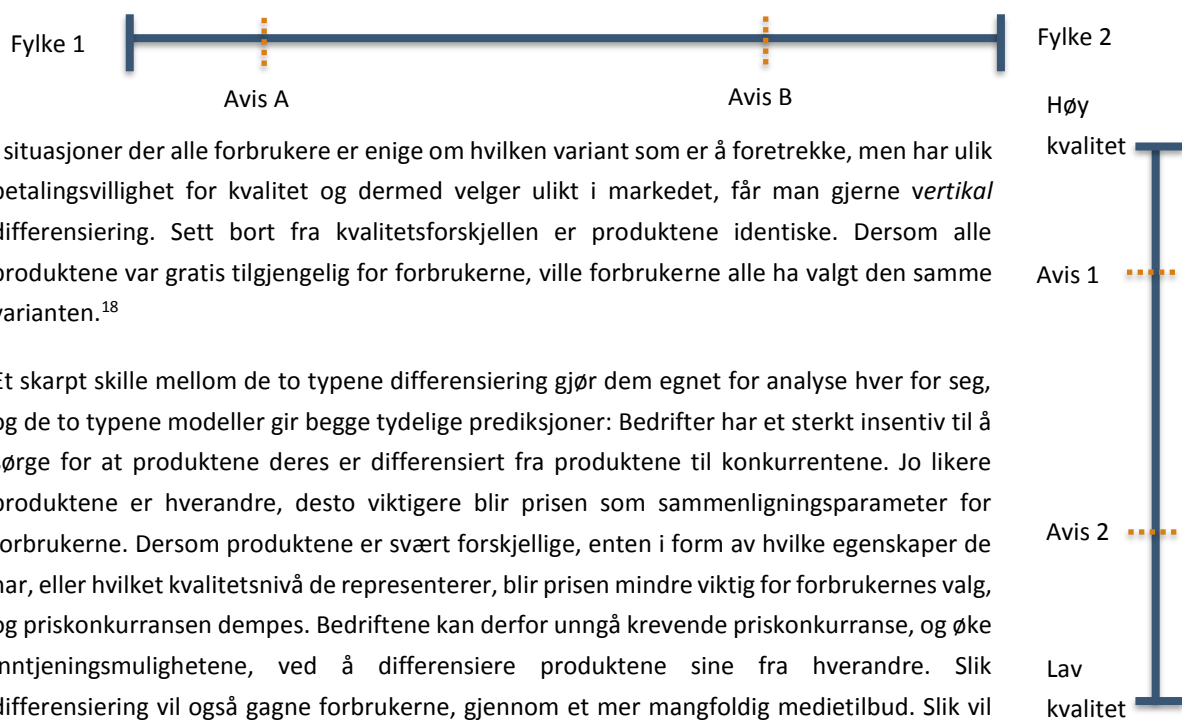 Fylke 1
Fylke 2
Avis A
Avis B
situasjoner der alle forbrukere er enige om hvilken variant som er å foretrekke, men har ulik
betalingsvillighet for kvalitet og dermed velger ulikt i markedet, får man gjerne vertikal
differensiering. Sett bort fra kvalitetsforskjellen er produktene identiske. Dersom alle
produktene var gratis tilgjengelig for forbrukerne, ville forbrukerne alle ha valgt den samme
varianten.18
Et skarpt skille mellom de to typene differensiering gjør dem egnet for analyse hver for seg,
og de to typene modeller gir begge tydelige prediksjoner: Bedrifter har et sterkt insentiv til å
sørge for at produktene deres er differensiert fra produktene til konkurrentene. Jo likere
produktene er hverandre, desto viktigere blir prisen som sammenligningsparameter for
forbrukerne. Dersom produktene er svært forskjellige, enten i form av hvilke egenskaper de
har, eller hvilket kvalitetsnivå de representerer, blir prisen mindre viktig for forbrukernes valg,
og priskonkurransen dempes. Bedriftene kan derfor unngå krevende priskonkurranse, og øke
inntjeningsmulighetene, ved å differensiere produktene sine fra hverandre. Slik
differensiering vil også gagne forbrukerne, gjennom et mer mangfoldig medietilbud. Slik vil
Høy
kvalitet
Avis 1
Avis 2
Lav
kvalitet